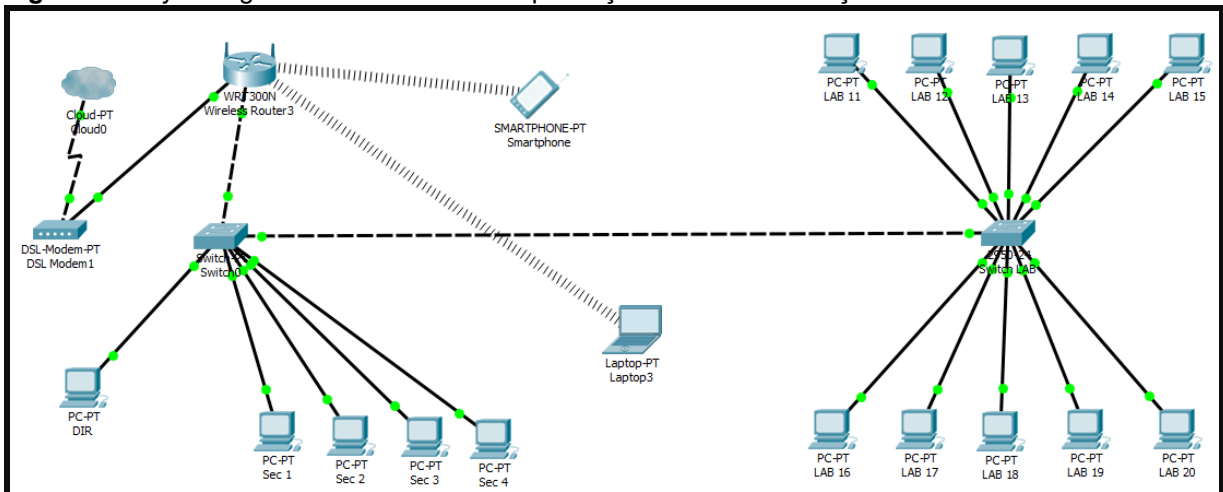 Cloud-PT
Cloud0
WRT300N
Wireless Router3
SMARTPHONE-PT
Smartphone
PC-PT
LAB 11
PC-PT
LAB 12
PC-PT
LAB 13
PC-PT
LAB 14
PC-PT
LAB 15
DSL-Modem-PT
DSL Modem1
Switch-PT
Switch0
2950-24
Switch LAB
Laptop-PT
Laptop3
PC-PT
DIR
PC-PT
Sec 1
PC-PT
Sec 2
PC-PT
Sec 3
PC-PT
Sec 4
PC-PT
LAB 16
PC-PT
LAB 17
PC-PT
LAB 18
PC-PT
LAB 19
PC-PT
LAB 20